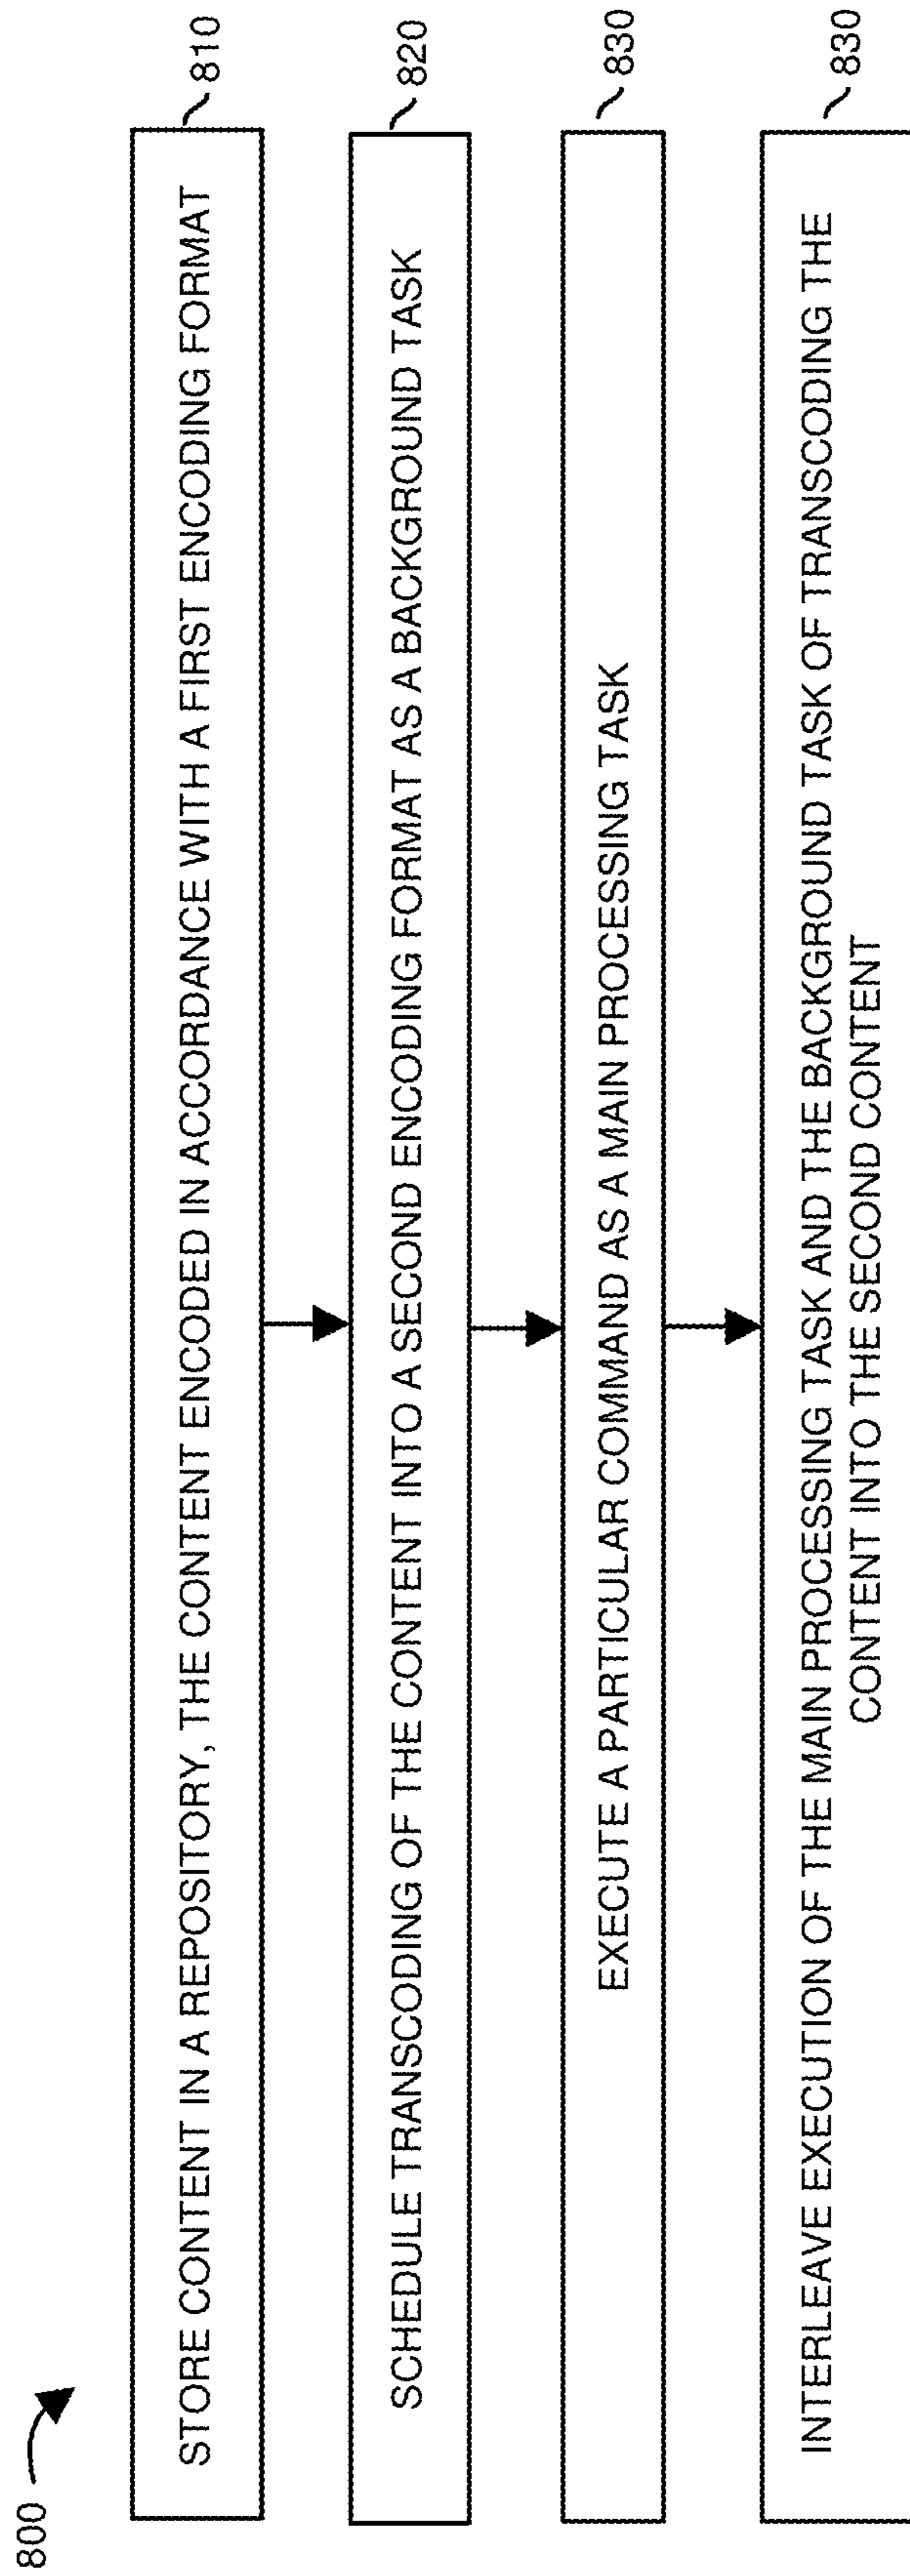 800
STORE CONTENT IN A REPOSITORY, THE CONTENT ENCODED IN ACCORDANCE WITH A FIRST ENCODING FORMAT
810
SCHEDULE TRANSCODING OF THE CONTENT INTO A SECOND ENCODING FORMAT AS A BACKGROUND TASK
820
EXECUTE A PARTICULAR COMMAND AS A MAIN PROCESSING TASK
830
INTERLEAVE EXECUTION OF THE MAIN PROCESSING TASK AND THE BACKGROUND TASK OF TRANSCODING THE
CONTENT INTO THE SECOND CONTENT
830